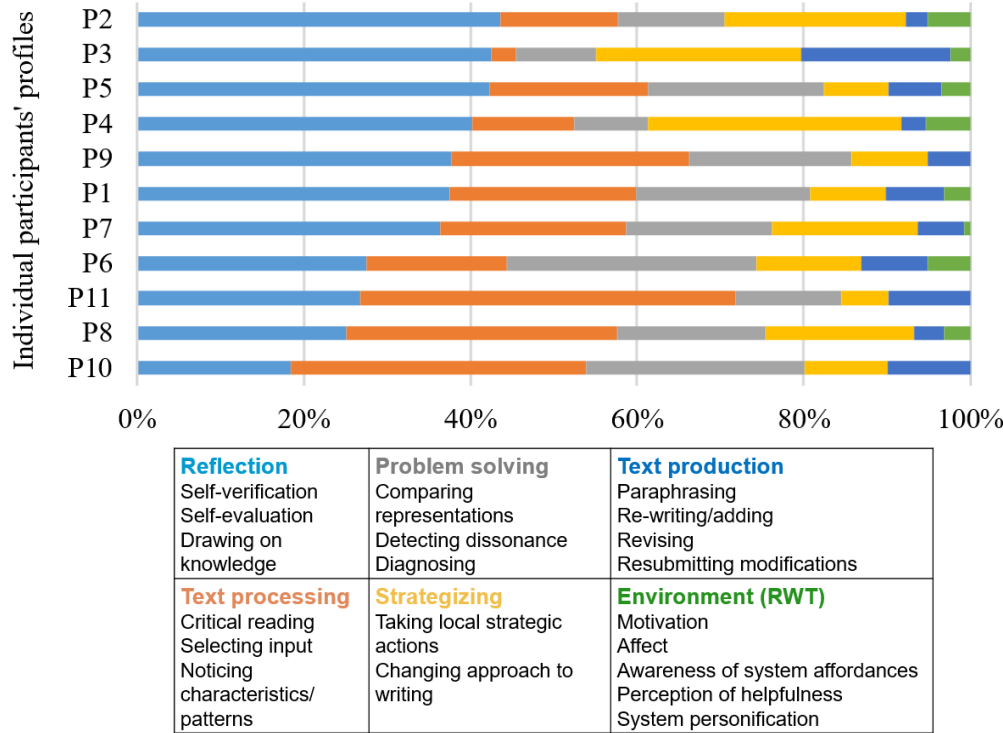 Individual participants' profiles
P2
P3
P5
P4
P9
P1
P7
P6
P11
P8
P10
0% 20% 40% 60% 80% 100%
Reflection
Self-verification
Self-evaluation
Drawing on
knowledge
Problem solving
Comparing
representations
Detecting dissonance
Diagnosing
Text production
Paraphrasing
Re-writing/adding
Revising
Resubmitting modifications
Text processing
Critical reading
Selecting input
Noticing
characteristics/
patterns
Strategizing
Taking local strategic
actions
Changing approach to
writing
Environment (RWT)
Motivation
Affect
Awareness of system affordances
Perception of helpfulness
System personification